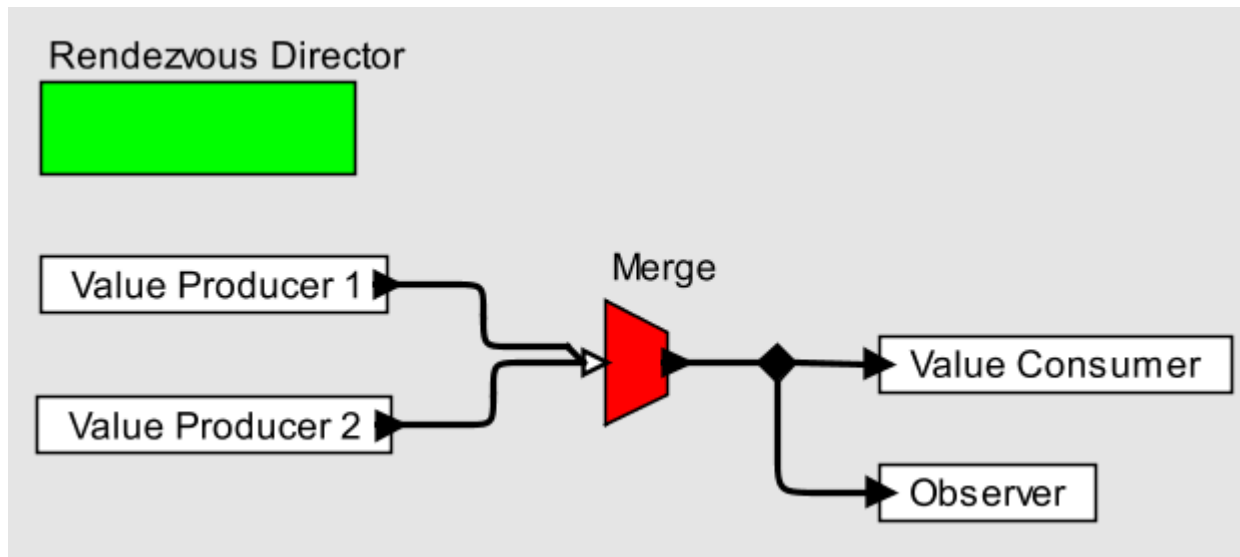 Rendezvous Director
Value Producer 1
Merge
Value Consumer
Value Producer 2
Observer